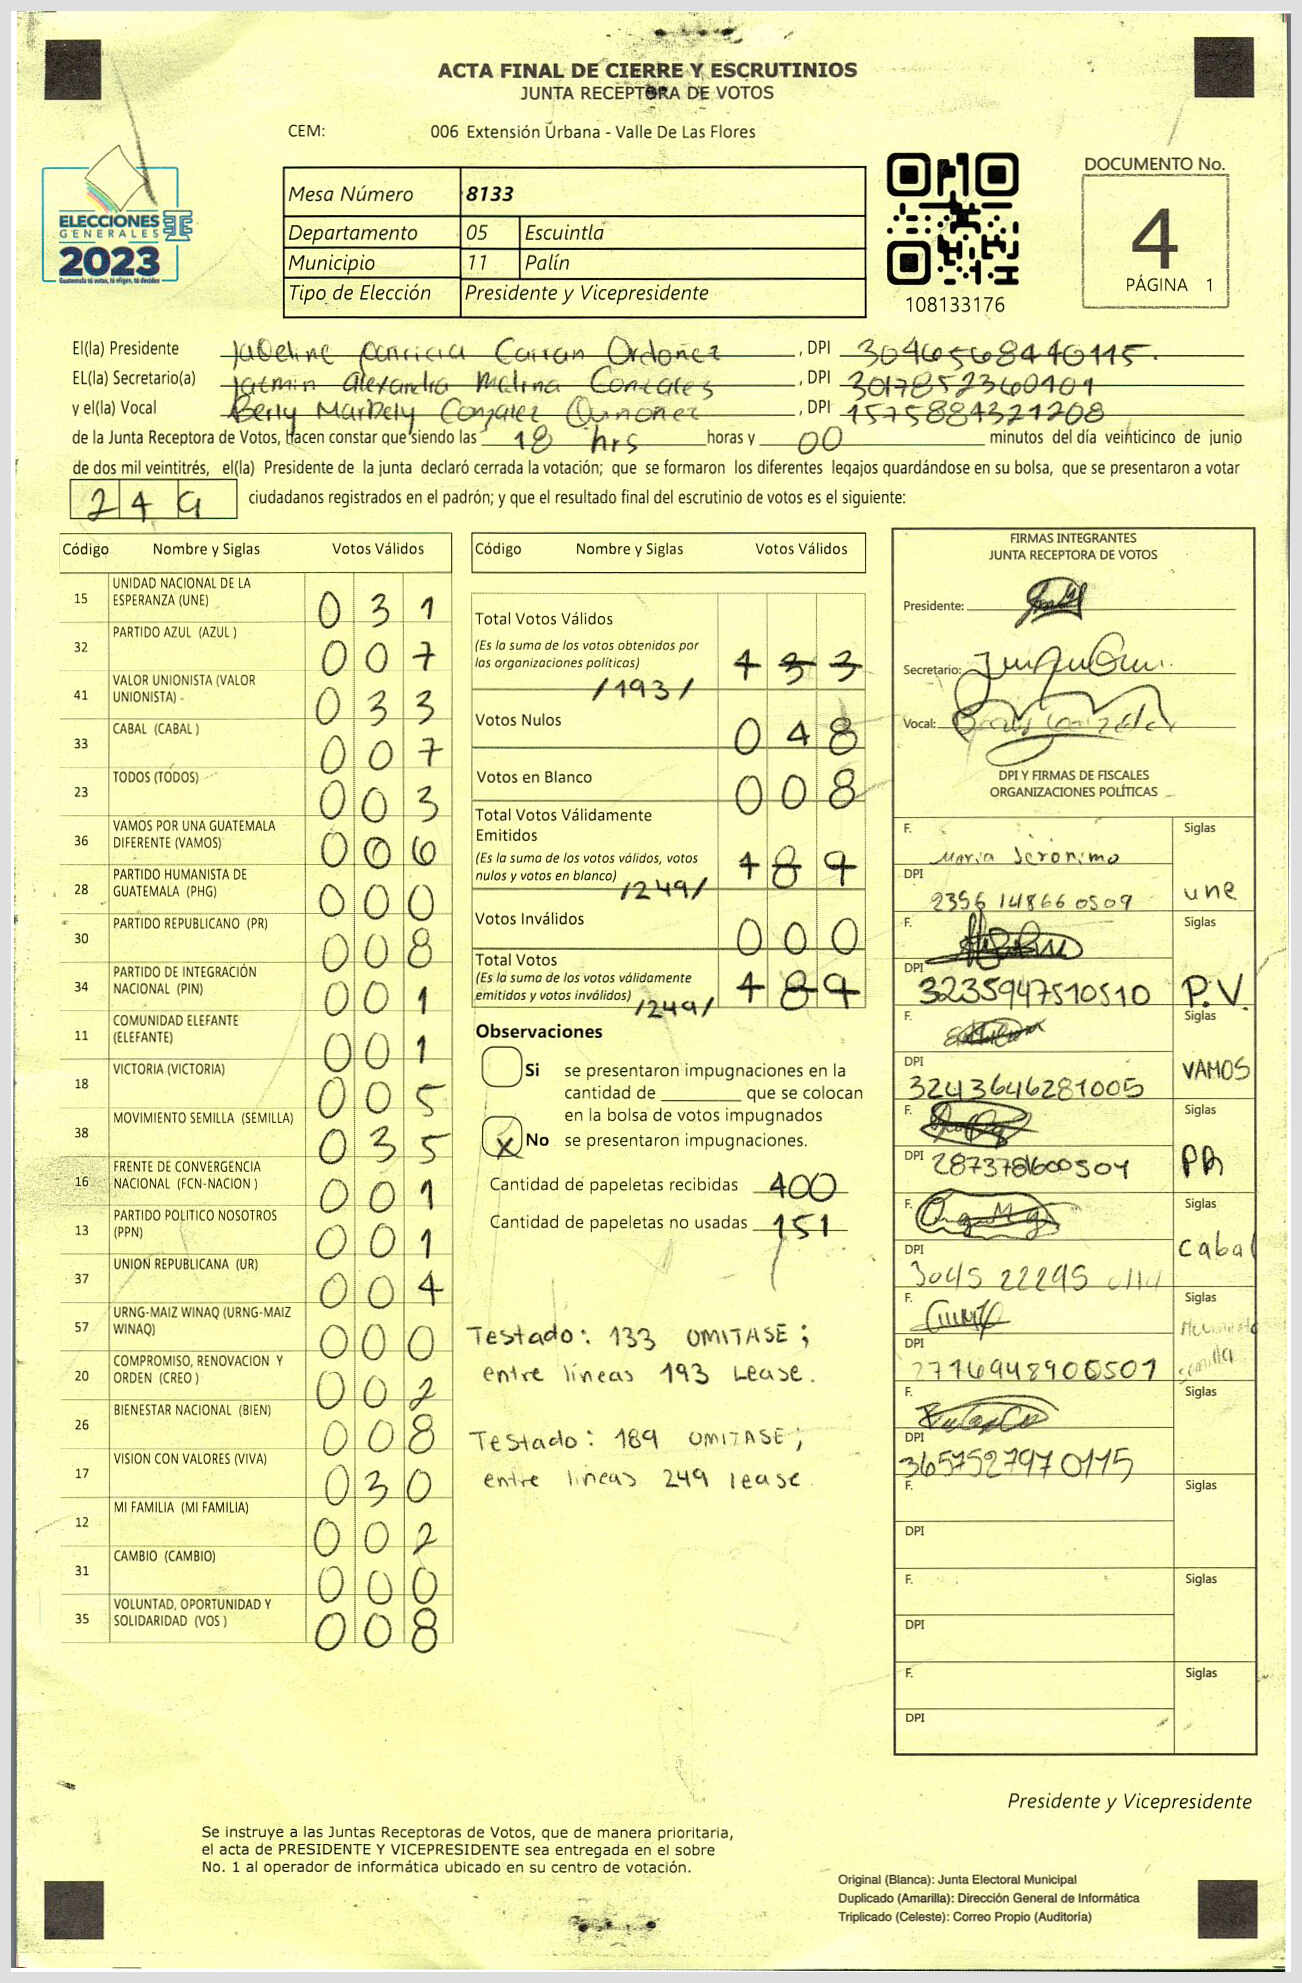 ACTA FINAL DE CIERRE Y ESCRUTINIOS
JUNTA RECEPTORA DE VOTOS
CEM: 006 Extensión Urbana - Valle De Las Flores
ELECCIONES
GENERALES
2023
Guatemala tú votas, tú eliges, tú decides
Mesa Número 8133
Departamento 05 Escuintla
Municipio 11 Palín
Tipo de Elección Presidente y Vicepresidente
108133176
DOCUMENTO No.
4
PÁGINA 1
El(la) Presidente Ordoñez , DPI 3046568440115.
EL(la) Secretario(a) Alexandra Molina Gonzales , DPI 3017852360101
y el(la) Vocal Berly Marbely Gonzalez Quiñonez , DPI 1575884321208
de la Junta Receptora de Votos, hacen constar que siendo las 18 hrs horas y 00 minutos del día veinticinco de junio
de dos mil veintitrés, el(la) Presidente de la junta declaró cerrada la votación; que se formaron los diferentes legajos guardándose en su bolsa, que se presentaron a votar
249 ciudadanos registrados en el padrón; y que el resultado final del escrutinio de votos es el siguiente:
Código Nombre y Siglas Votos Válidos
15 UNIDAD NACIONAL DE LA ESPERANZA (UNE) 0 3 1
32 PARTIDO AZUL (AZUL ) 0 0 7
41 VALOR UNIONISTA (VALOR UNIONISTA) 0 3 3
33 CABAL (CABAL ) 0 0 7
23 TODOS (TODOS) 0 0 3
36 VAMOS POR UNA GUATEMALA DIFERENTE (VAMOS) 0 0 6
28 PARTIDO HUMANISTA DE GUATEMALA (PHG) 0 0 0
30 PARTIDO REPUBLICANO (PR) 0 0 8
34 PARTIDO DE INTEGRACIÓN NACIONAL (PIN) 0 0 1
11 COMUNIDAD ELEFANTE (ELEFANTE) 0 0 1
18 VICTORIA (VICTORIA) 0 0 5
38 MOVIMIENTO SEMILLA (SEMILLA) 0 3 5
16 FRENTE DE CONVERGENCIA NACIONAL (FCN-NACION ) 0 0 1
13 PARTIDO POLITICO NOSOTROS (PPN) 0 0 1
37 UNION REPUBLICANA (UR) 0 0 4
57 URNG-MAIZ WINAQ (URNG-MAIZ WINAQ) 0 0 0
20 COMPROMISO, RENOVACION Y ORDEN (CREO ) 0 0 2
26 BIENESTAR NACIONAL (BIEN) 0 0 8
17 VISION CON VALORES (VIVA) 0 3 0
12 MI FAMILIA (MI FAMILIA) 0 0 2
31 CAMBIO (CAMBIO) 0 0 0
35 VOLUNTAD, OPORTUNIDAD Y SOLIDARIDAD (VOS ) 0 0 8
Código Nombre y Siglas Votos Válidos
Total Votos Válidos
(Es la suma de los votos obtenidos por
las organizaciones políticas) 1 3 3
/193/
Votos Nulos 0 4 8
Votos en Blanco 0 0 8
Total Votos Válidamente
Emitidos
(Es la suma de los votos válidos, votos
nulos y votos en blanco) 1 8 9
/249/
Votos Inválidos 0 0 0
Total Votos
(Es la suma de los votos válidamente
emitidos y votos inválidos) /249/ 1 8 9
Observaciones
Si se presentaron impugnaciones en la
cantidad de ________ que se colocan
en la bolsa de votos impugnados
X No se presentaron impugnaciones.
Cantidad de papeletas recibidas 400
Cantidad de papeletas no usadas 151
Testado: 133 OMITASE;
entre líneas 193 Lease.
Testado: 189 OMITASE;
entre líneas 249 lease.
FIRMAS INTEGRANTES
JUNTA RECEPTORA DE VOTOS
Presidente:
Secretario:
Vocal:
DPI Y FIRMAS DE FISCALES
ORGANIZACIONES POLÍTICAS
F. Maria Jeronimo Siglas
DPI 2356 14866 0509 une
F. Siglas
DPI 3235947510510 P.V.
F. Siglas
DPI 3243646281005 VAMOS
F. Siglas
DPI 2873781600504 PR
F. Siglas
DPI 3045 22295 cabal
F. Siglas
DPI 2776948900501 semilla
F. Siglas
DPI 3657527970115
F. Siglas
DPI
F. Siglas
DPI
F. Siglas
DPI
Presidente y Vicepresidente
Se instruye a las Juntas Receptoras de Votos, que de manera prioritaria,
el acta de PRESIDENTE Y VICEPRESIDENTE sea entregada en el sobre
No. 1 al operador de informática ubicado en su centro de votación.
Original (Blanca): Junta Electoral Municipal
Duplicado (Amarilla): Dirección General de Informática
Triplicado (Celeste): Correo Propio (Auditoría)